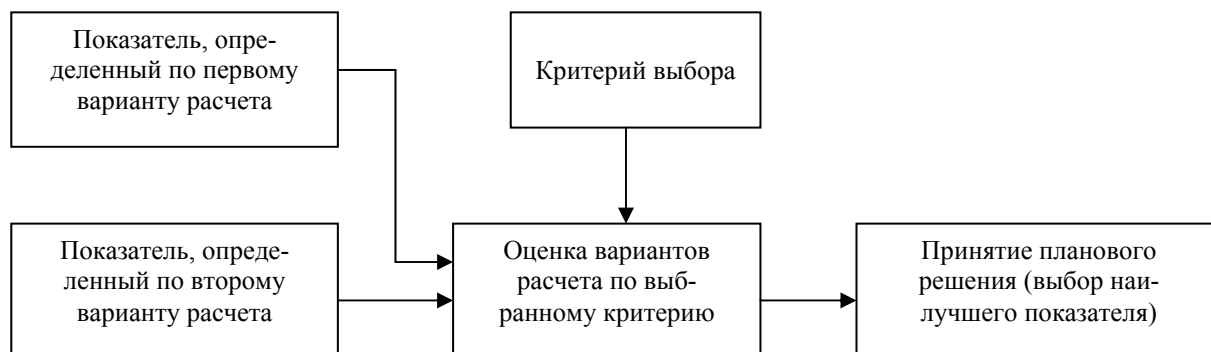 Показатель, опре-
деленный по первому
варианту расчета
Критерий выбора
Показатель, опреде-
ленный по второму
варианту расчета
Оценка вариантов
расчета по выб-
ранному критерию
Принятие планового
решения (выбор наи-
лучшего показателя)